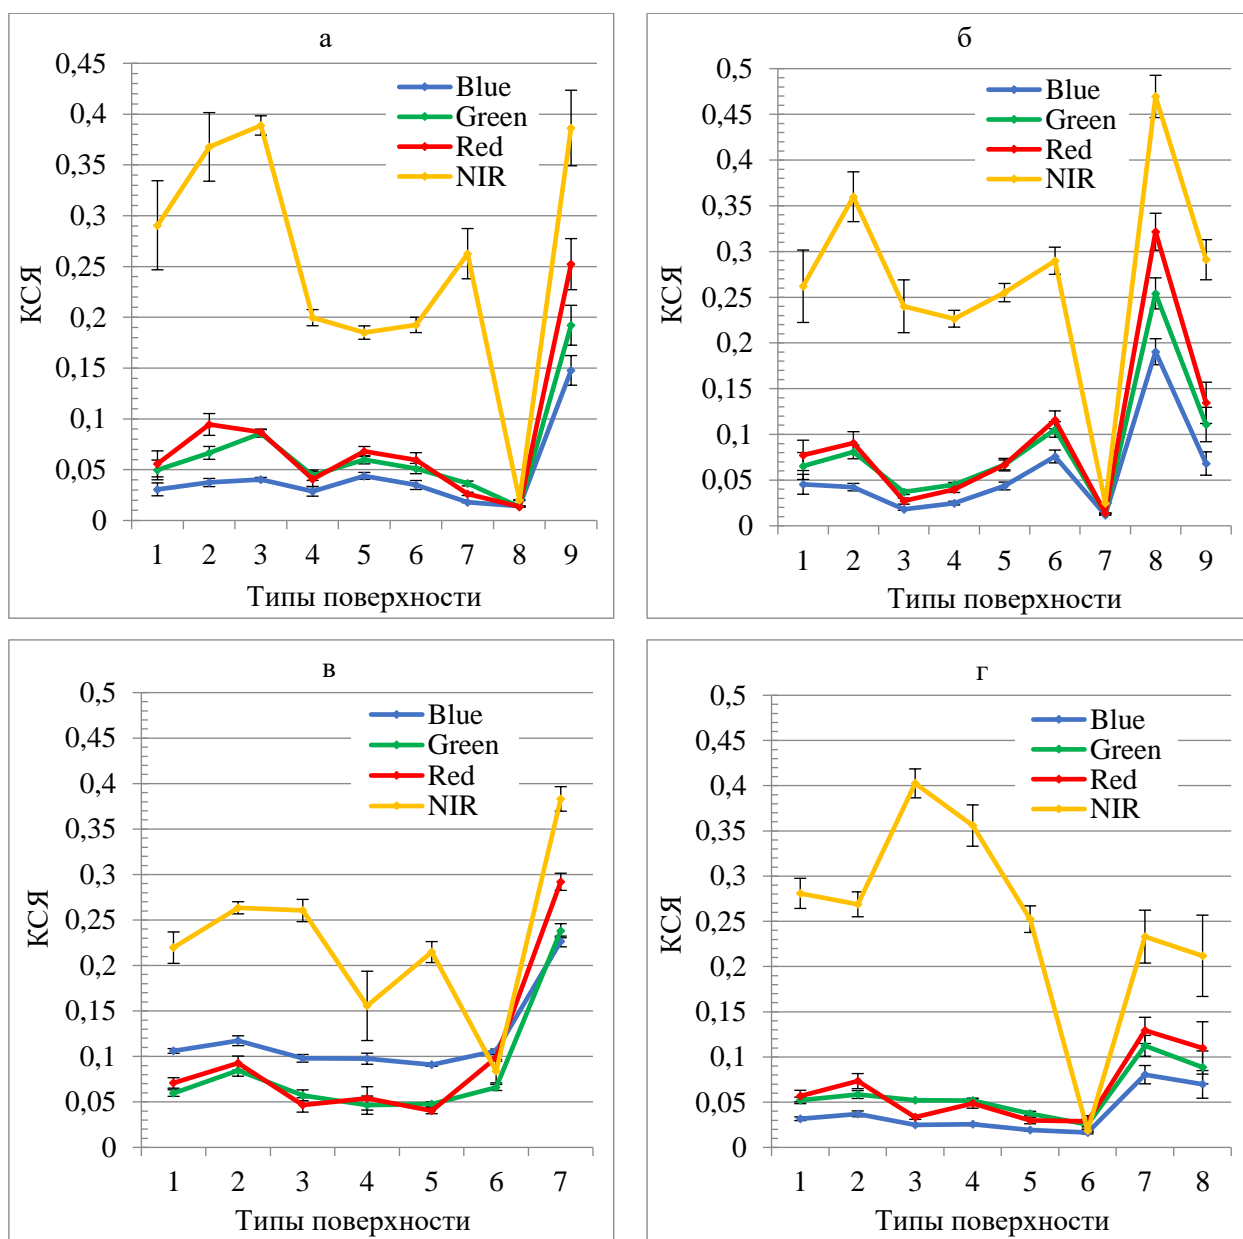 а
0,45
0,4
0,35
0,3
0,25
0,2
0,15
0,1
0,05
0
КСЯ
Blue
Green
Red
NIR
1 2 3 4 5 6 7 8 9
Типы поверхности
б
0,5
0,45
0,4
0,35
0,3
0,25
0,2
0,15
0,1
0,05
0
КСЯ
Blue
Green
Red
NIR
1 2 3 4 5 6 7 8 9
Типы поверхности
в
0,5
0,45
0,4
0,35
0,3
0,25
0,2
0,15
0,1
0,05
0
КСЯ
Blue
Green
Red
NIR
1 2 3 4 5 6 7
Типы поверхности
г
0,5
0,45
0,4
0,35
0,3
0,25
0,2
0,15
0,1
0,05
0
КСЯ
Blue
Green
Red
NIR
1 2 3 4 5 6 7 8
Типы поверхности